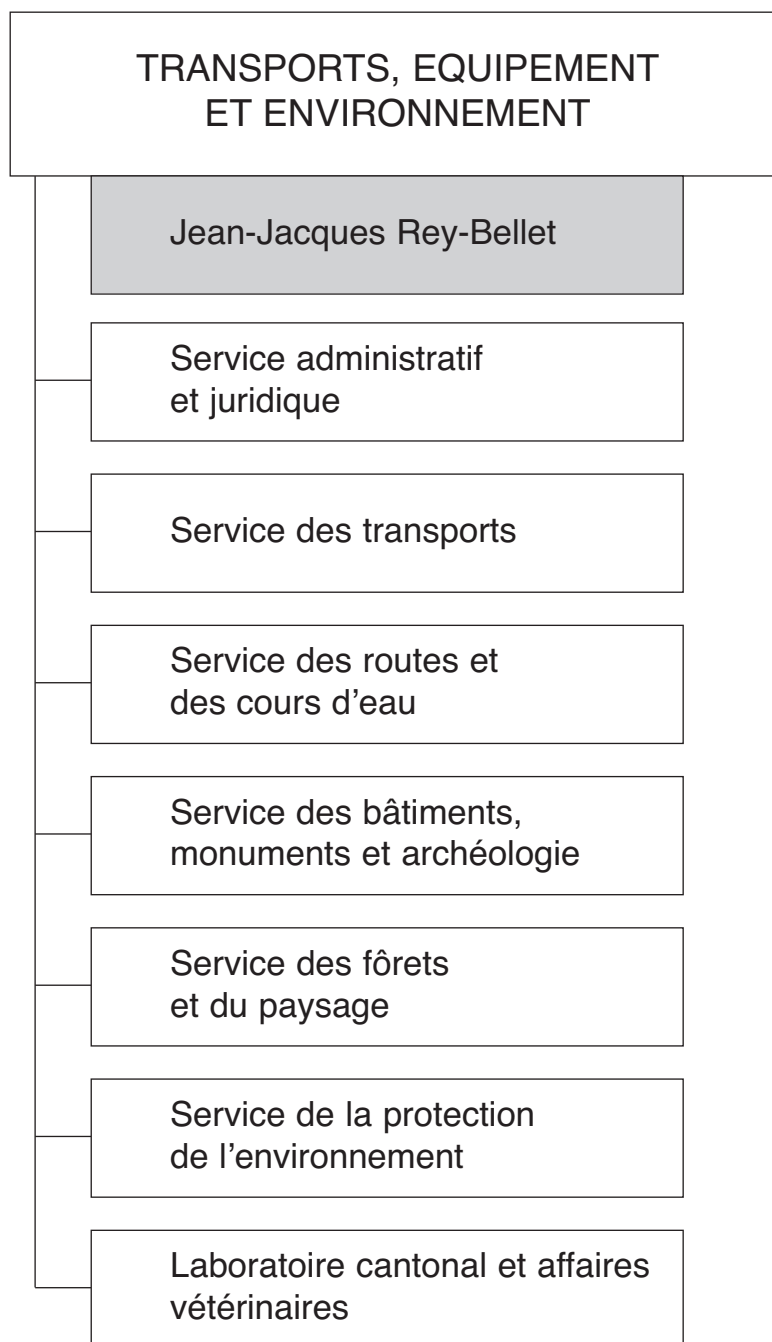 TRANSPORTS, EQUIPEMENT
ET ENVIRONNEMENT
Jean-Jacques Rey-Bellet
Service administratif
et juridique
Service des transports
Service des routes et
des cours d’eau
Service des bâtiments,
monuments et archéologie
Service des fôrets
et du paysage
Service de la protection
de l’environnement
Laboratoire cantonal et affaires
vétérinaires